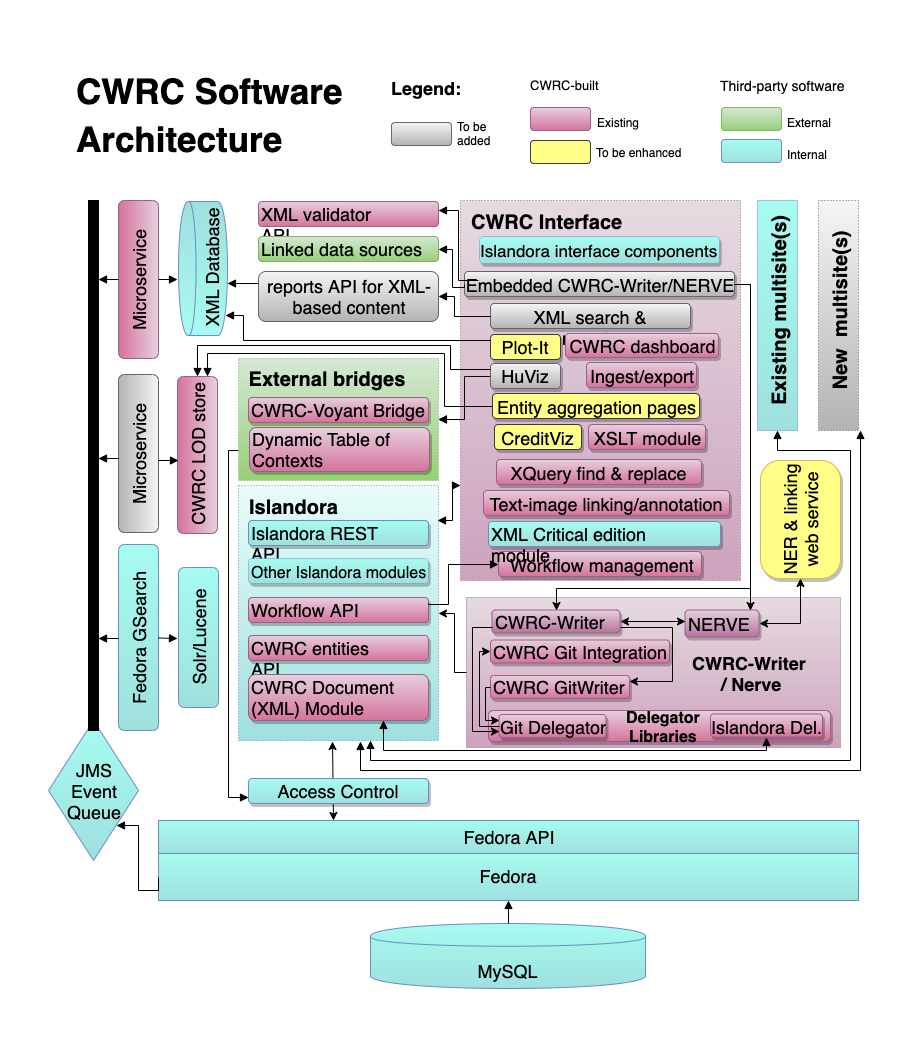 CWRC Software
Architecture
Legend:
To be
added
CWRC-built
Existing
To be enhanced
Third-party software
External
Internal
Microservice
XML Database
XML validator
API
Linked data sources
reports API for XML-
based content
CWRC Interface
Islandora interface components
Embedded CWRC-Writer/NERVE
XML search &
Plot-It
CWRC dashboard
HuViz
Ingest/export
Entity aggregation pages
CreditViz
XSLT module
XQuery find & replace
Text-image linking/annotation
XML Critical edition
module
Workflow management
Existing multisite(s)
New multisite(s)
Microservice
CWRC LOD store
External bridges
CWRC-Voyant Bridge
Dynamic Table of
Contexts
NER & linking
web service
Islandora
Islandora REST
API
Other Islandora modules
Workflow API
CWRC entities
API
CWRC Document
(XML) Module
Fedora GSearch
Solr/Lucene
CWRC-Writer
NERVE
CWRC Git Integration
CWRC-Writer
/ Nerve
CWRC GitWriter
Git Delegator
Delegator
Libraries
Islandora Del.
JMS
Event
Queue
Access Control
Fedora API
Fedora
MySQL